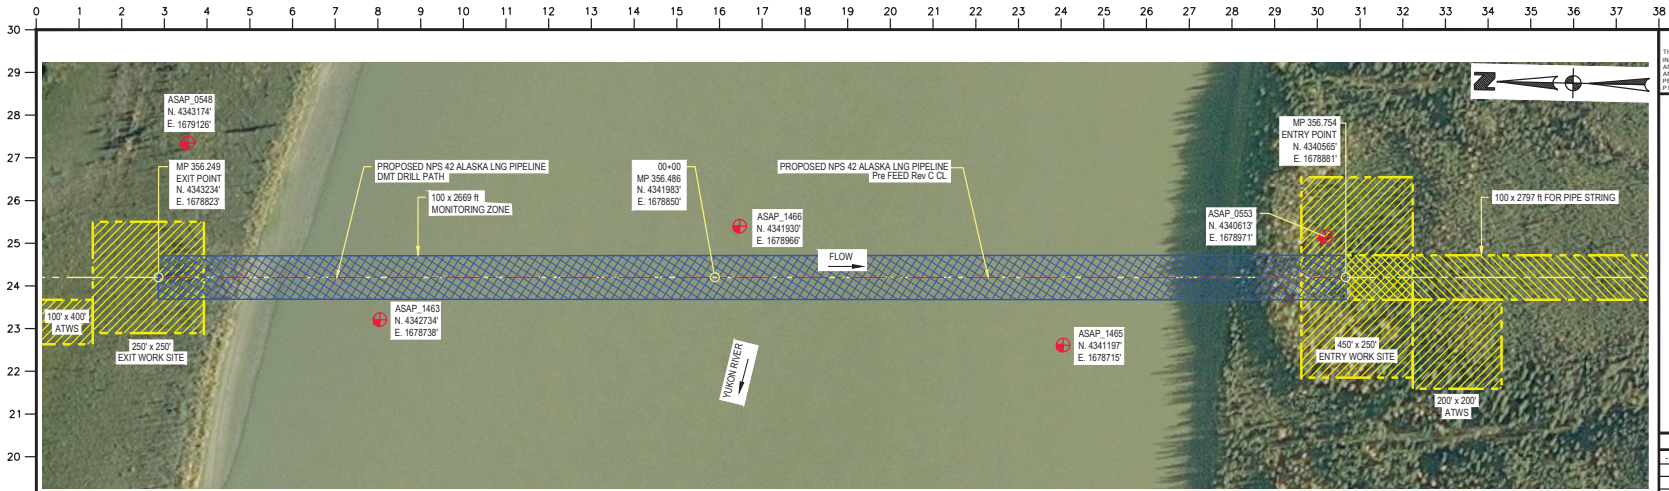 0 1 2 3 4 5 6 7 8 9 10 11 12 13 14 15 16 17 18 19 20 21 22 23 24 25 26 27 28 29 30 31 32 33 34 35 36 37 38
30
29
28
27
26
25
24
23
22
21
20
N
ASAP_0548
N. 4343174'
E. 1679126'
MP 356.249
EXIT POINT
N. 4343234'
E. 1678823'
PROPOSED NPS 42 ALASKA LNG PIPELINE
DMT DRILL PATH
100 x 2669 ft
MONITORING ZONE
00+00
MP 356.486
N. 4341983'
E. 1678850'
ASAP_1466
N. 4341930'
E. 1678966'
PROPOSED NPS 42 ALASKA LNG PIPELINE
Pre FEED Rev C CL
MP 356.754
ENTRY POINT
N. 4340565'
E. 1678881'
ASAP_0553
N. 4340613'
E. 1678971'
100 x 2797 ft FOR PIPE STRING
FLOW
100' x 400'
ATWS
250' x 250'
EXIT WORK SITE
ASAP_1463
N. 4342734'
E. 1678738'
YUKON RIVER
ASAP_1465
N. 4341197'
E. 1678715'
450' x 250'
ENTRY WORK SITE
200' x 200'
ATWS